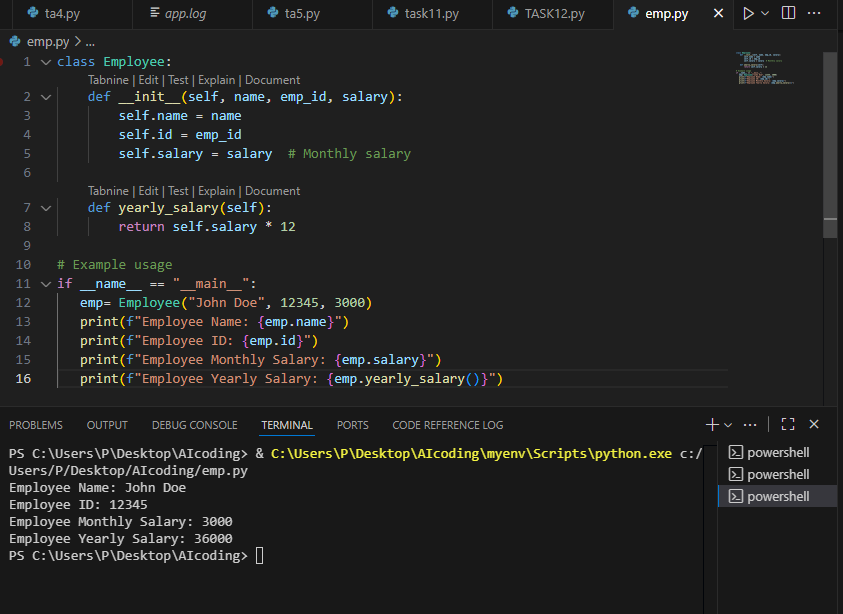 ta4.py app.log ta5.py task11.py TASK12.py emp.py
emp.py > ...
1 class Employee:
Tabnine | Edit | Test | Explain | Document
2 def __init__(self, name, emp_id, salary):
3 self.name = name
4 self.id = emp_id
5 self.salary = salary  # Monthly salary
6
Tabnine | Edit | Test | Explain | Document
7 def yearly_salary(self):
8 return self.salary * 12
9
10 # Example usage
11 if __name__ == "__main__":
12 emp= Employee("John Doe", 12345, 3000)
13 print(f"Employee Name: {emp.name}")
14 print(f"Employee ID: {emp.id}")
15 print(f"Employee Monthly Salary: {emp.salary}")
16 print(f"Employee Yearly Salary: {emp.yearly_salary()}")
PROBLEMS OUTPUT DEBUG CONSOLE TERMINAL PORTS CODE REFERENCE LOG
PS C:\Users\P\Desktop\AIcoding> & C:\Users\P\Desktop\AIcoding\myenv\Scripts\python.exe c:/
Users/P/Desktop/AIcoding/emp.py
Employee Name: John Doe
Employee ID: 12345
Employee Monthly Salary: 3000
Employee Yearly Salary: 36000
PS C:\Users\P\Desktop\AIcoding>
powershell
powershell
powershell